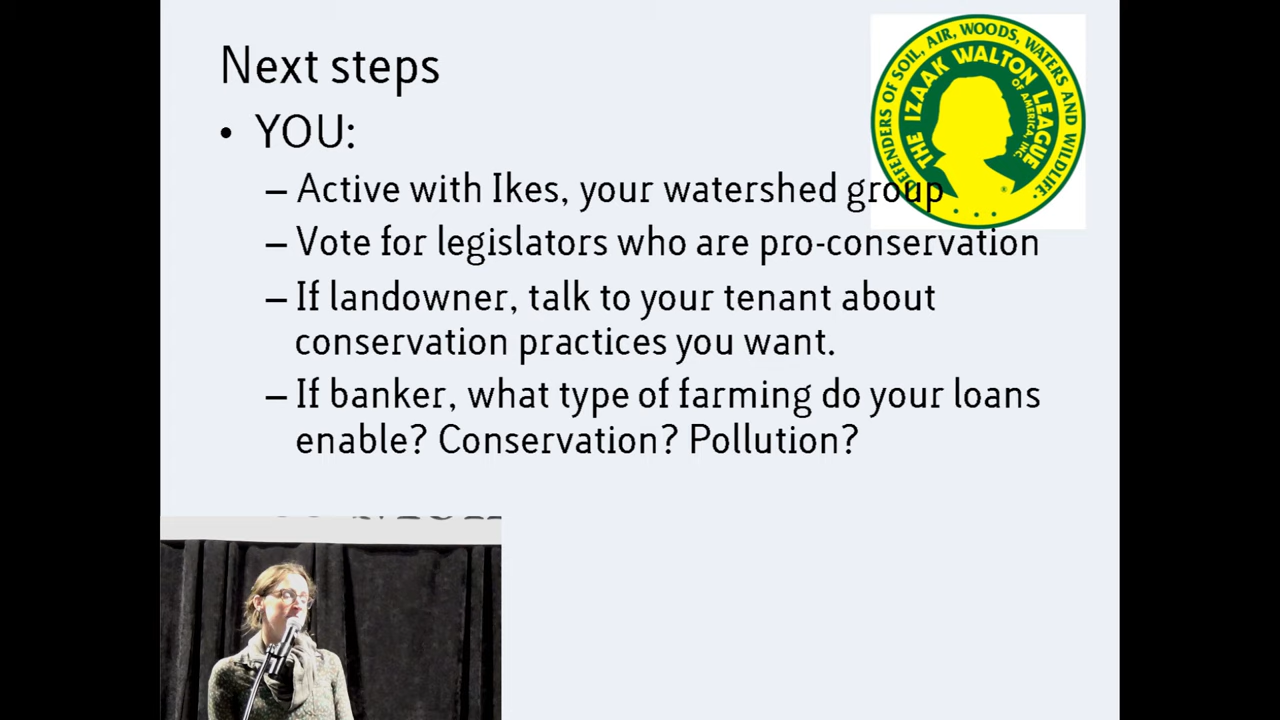 Next steps
• YOU:
– Active with Ikes, your watershed group
– Vote for legislators who are pro-conservation
– If landowner, talk to your tenant about
conservation practices you want.
– If banker, what type of farming do your loans
enable? Conservation? Pollution?
DEFENDERS OF SOIL, AIR, WOODS, WATERS AND WILDLIFE
THE IZAAK WALTON LEAGUE
OF AMERICA, INC.
®